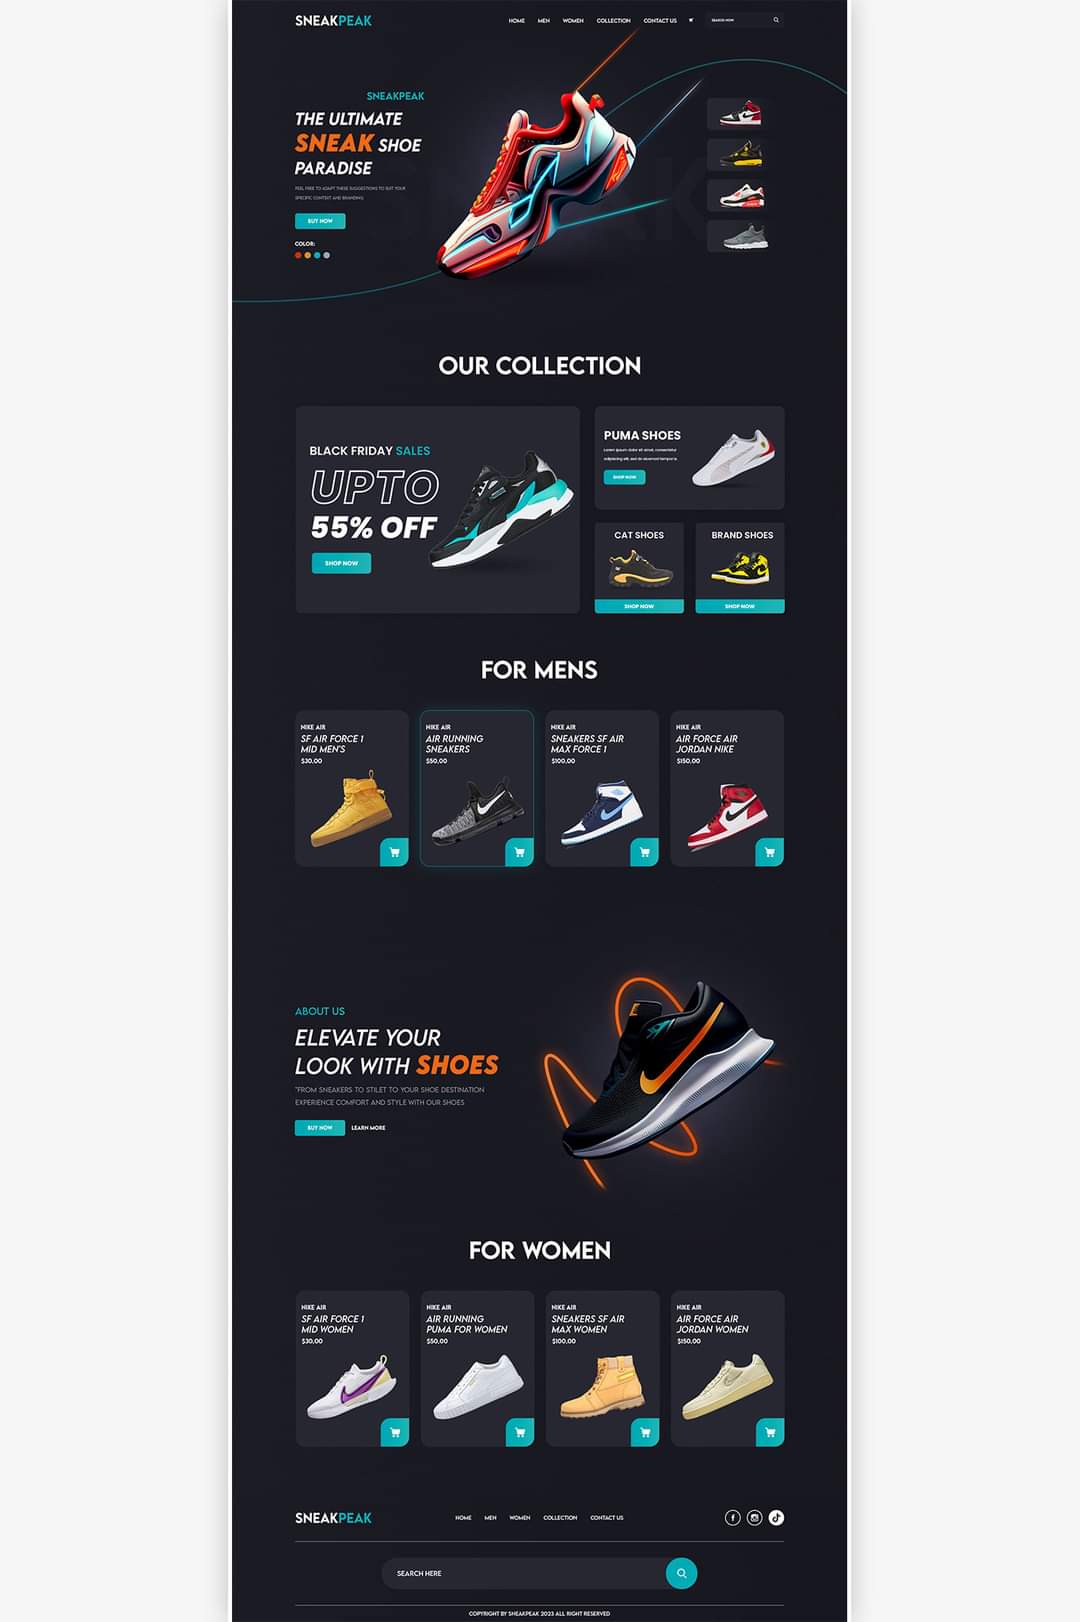 SNEAKPEAK
HOME MEN WOMEN COLLECTION CONTACT US
SEARCH NOW
SNEAKPEAK
THE ULTIMATE
SNEAK SHOE
PARADISE
FEEL FREE TO ADAPT THESE SUGGESTIONS TO SUIT YOUR
SPECIFIC CONTEXT AND BRANDING.
BUY NOW
COLOR:
OUR COLLECTION
BLACK FRIDAY SALES
UPTO
55% OFF
SHOP NOW
PUMA SHOES
Lorem ipsum dolor sit amet, consectetur
adipiscing elit, sed do eiusmod tempor is
SHOP NOW
CAT SHOES
SHOP NOW
BRAND SHOES
SHOP NOW
FOR MENS
NIKE AIR
SF AIR FORCE 1
MID MEN'S
$30.00
NIKE AIR
AIR RUNNING
SNEAKERS
$50.00
NIKE AIR
SNEAKERS SF AIR
MAX FORCE 1
$100.00
NIKE AIR
AIR FORCE AIR
JORDAN NIKE
$150.00
ABOUT US
ELEVATE YOUR
LOOK WITH SHOES
"FROM SNEAKERS TO STILET TO YOUR SHOE DESTINATION
EXPERIENCE COMFORT AND STYLE WITH OUR SHOES
BUY NOW LEARN MORE
FOR WOMEN
NIKE AIR
SF AIR FORCE 1
MID WOMEN
$30.00
NIKE AIR
AIR RUNNING
PUMA FOR WOMEN
$50.00
NIKE AIR
SNEAKERS SF AIR
MAX WOMEN
$100.00
NIKE AIR
AIR FORCE AIR
JORDAN WOMEN
$150.00
SNEAKPEAK
HOME MEN WOMEN COLLECTION CONTACT US
SEARCH HERE
COPYRIGHT BY SNEAKPEAK 2023 ALL RIGHT RESERVED